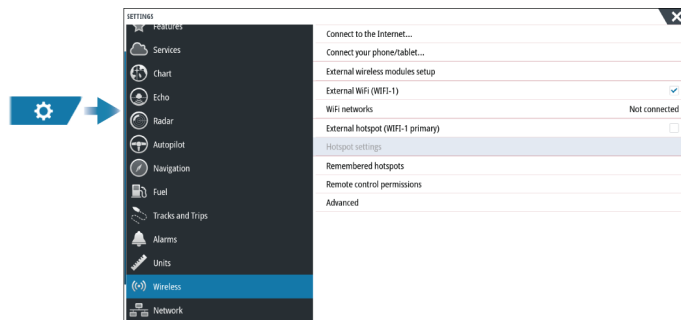 SETTINGS
Features
Services
Chart
Echo
Radar
Autopilot
Navigation
Fuel
Tracks and Trips
Alarms
Units
Wireless
Network
Connect to the Internet...
Connect your phone/tablet...
External wireless modules setup
External WiFi (WIFI-1)
WiFi networks Not connected
External hotspot (WIFI-1 primary)
Hotspot settings
Remembered hotspots
Remote control permissions
Advanced